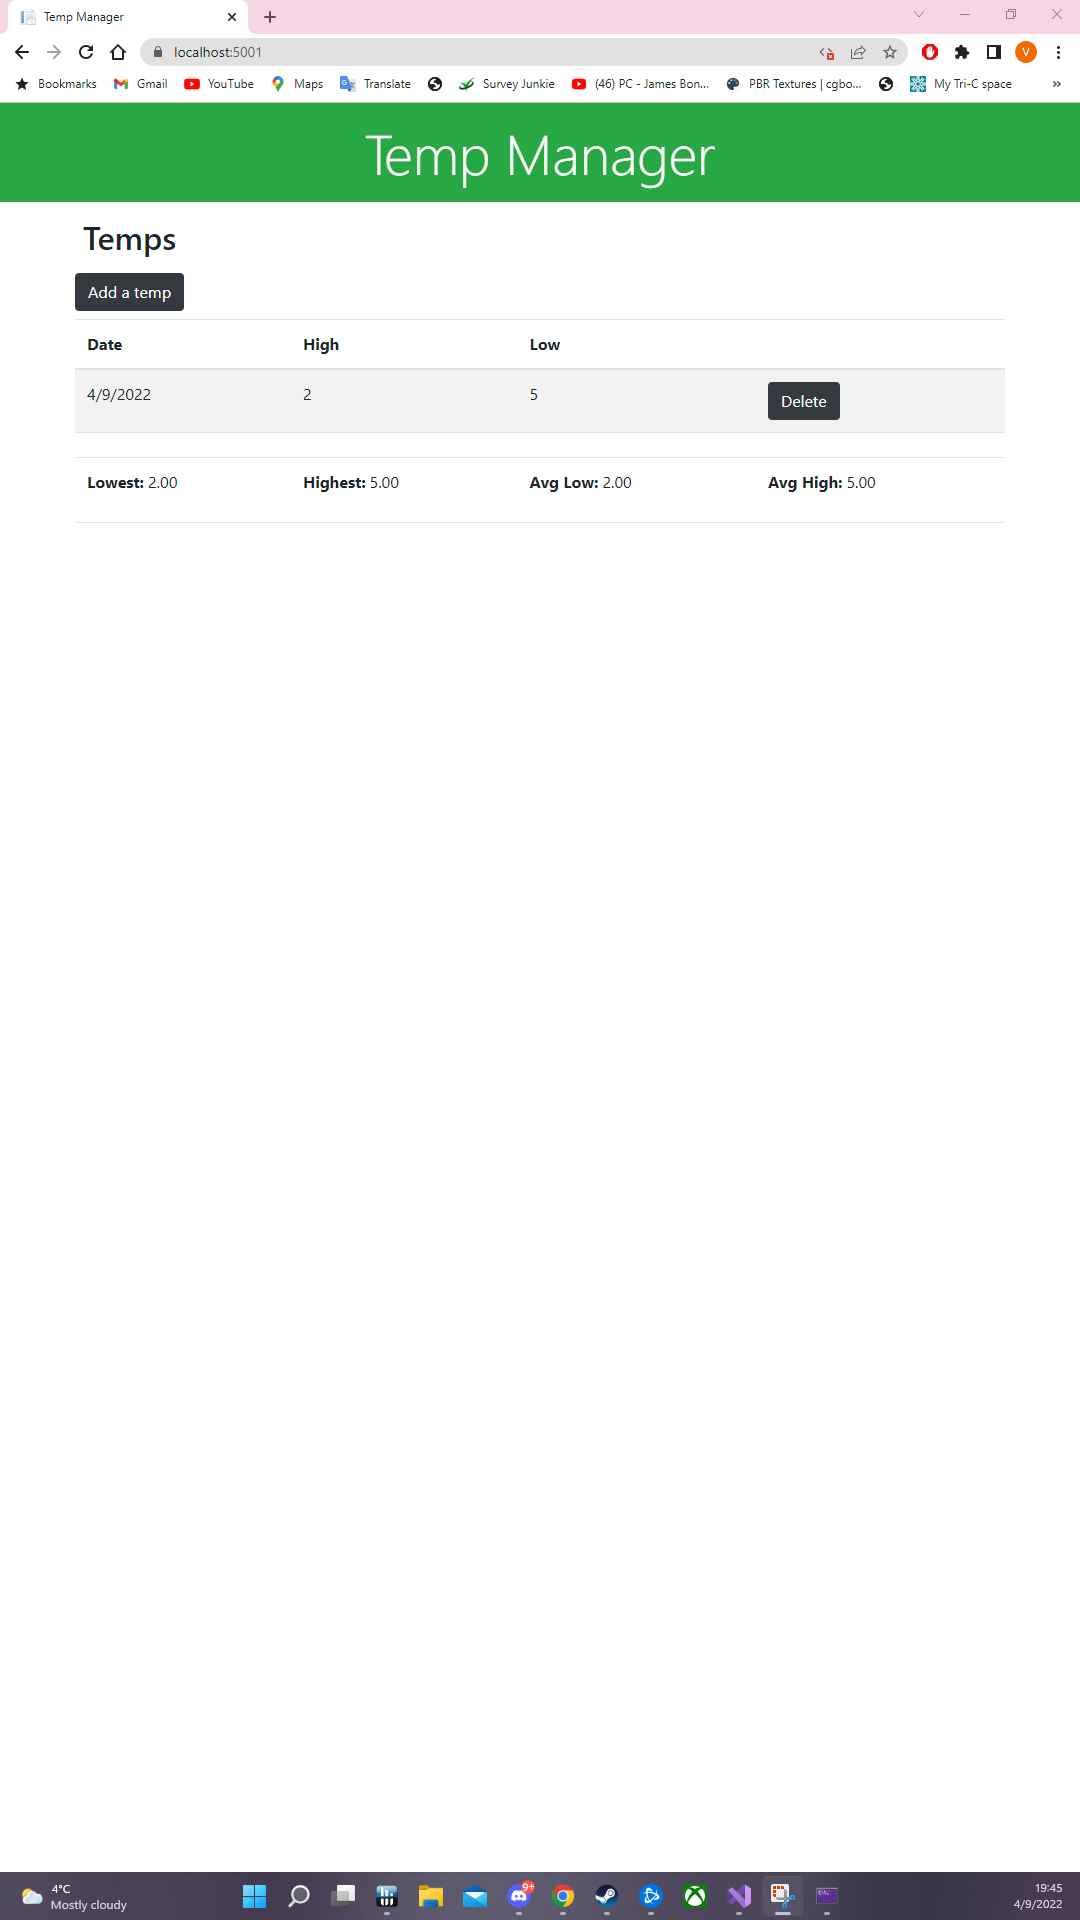 Temp Manager
localhost:5001
V
Bookmarks Gmail YouTube Maps Translate Survey Junkie (46) PC - James Bon... PBR Textures | cgbo... My Tri-C space »
Temp Manager
Temps
Add a temp
Date High Low
4/9/2022 2 5 Delete
Lowest: 2.00 Highest: 5.00 Avg Low: 2.00 Avg High: 5.00
4°C
Mostly cloudy
9+
19:45
4/9/2022